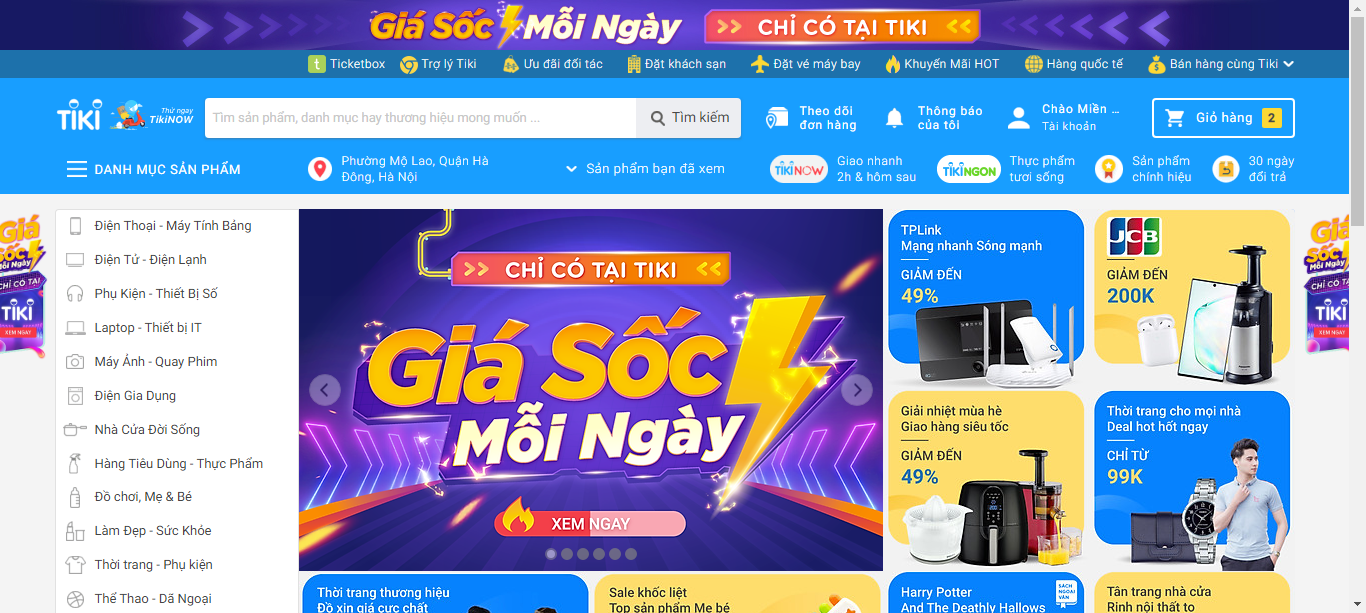 Giá Sốc Mỗi Ngày
CHỈ CÓ TẠI TIKI
Ticketbox
Trợ lý Tiki
Ưu đãi đối tác
Đặt khách sạn
Đặt vé máy bay
Khuyến Mãi HOT
Hàng quốc tế
Bán hàng cùng Tiki
TIKI
Thử ngay
TikiNOW
Tìm sản phẩm, danh mục hay thương hiệu mong muốn ...
Tìm kiếm
Theo dõi
đơn hàng
Thông báo
của tôi
Chào Miền ...
Tài khoản
Giỏ hàng 2
DANH MỤC SẢN PHẨM
Phường Mộ Lao, Quận Hà
Đông, Hà Nội
Sản phẩm bạn đã xem
TIKINOW
Giao nhanh
2h & hôm sau
TIKINGON
Thực phẩm
tươi sống
Sản phẩm
chính hiệu
30 ngày
đổi trả
Giá
Sốc
Mỗi Ngày
CHỈ CÓ TẠI
TIKI
XEM NGAY
Điện Thoại - Máy Tính Bảng
Điện Tử - Điện Lạnh
Phụ Kiện - Thiết Bị Số
Laptop - Thiết bị IT
Máy Ảnh - Quay Phim
Điện Gia Dụng
Nhà Cửa Đời Sống
Hàng Tiêu Dùng - Thực Phẩm
Đồ chơi, Mẹ & Bé
Làm Đẹp - Sức Khỏe
Thời trang - Phụ kiện
Thể Thao - Dã Ngoại
CHỈ CÓ TẠI TIKI
Giá Sốc
Mỗi Ngày
XEM NGAY
TPLink
Mạng nhanh Sóng mạnh
GIẢM ĐẾN
49%
JCB
GIẢM ĐẾN
200K
Giải nhiệt mùa hè
Giao hàng siêu tốc
GIẢM ĐẾN
49%
Thời trang cho mọi nhà
Deal hot hốt ngay
CHỈ TỪ
99K
Giá
Sốc
Mỗi Ngày
CHỈ CÓ TẠI
TIKI
XEM NGAY
Thời trang thương hiệu
Đồ xịn giá cực chất
Sale khốc liệt
Top sản phẩm Mẹ bé
Harry Potter
And The Deathly Hallows
SÁCH
NGOẠI
VĂN
Tân trang nhà cửa
Rinh nội thất to